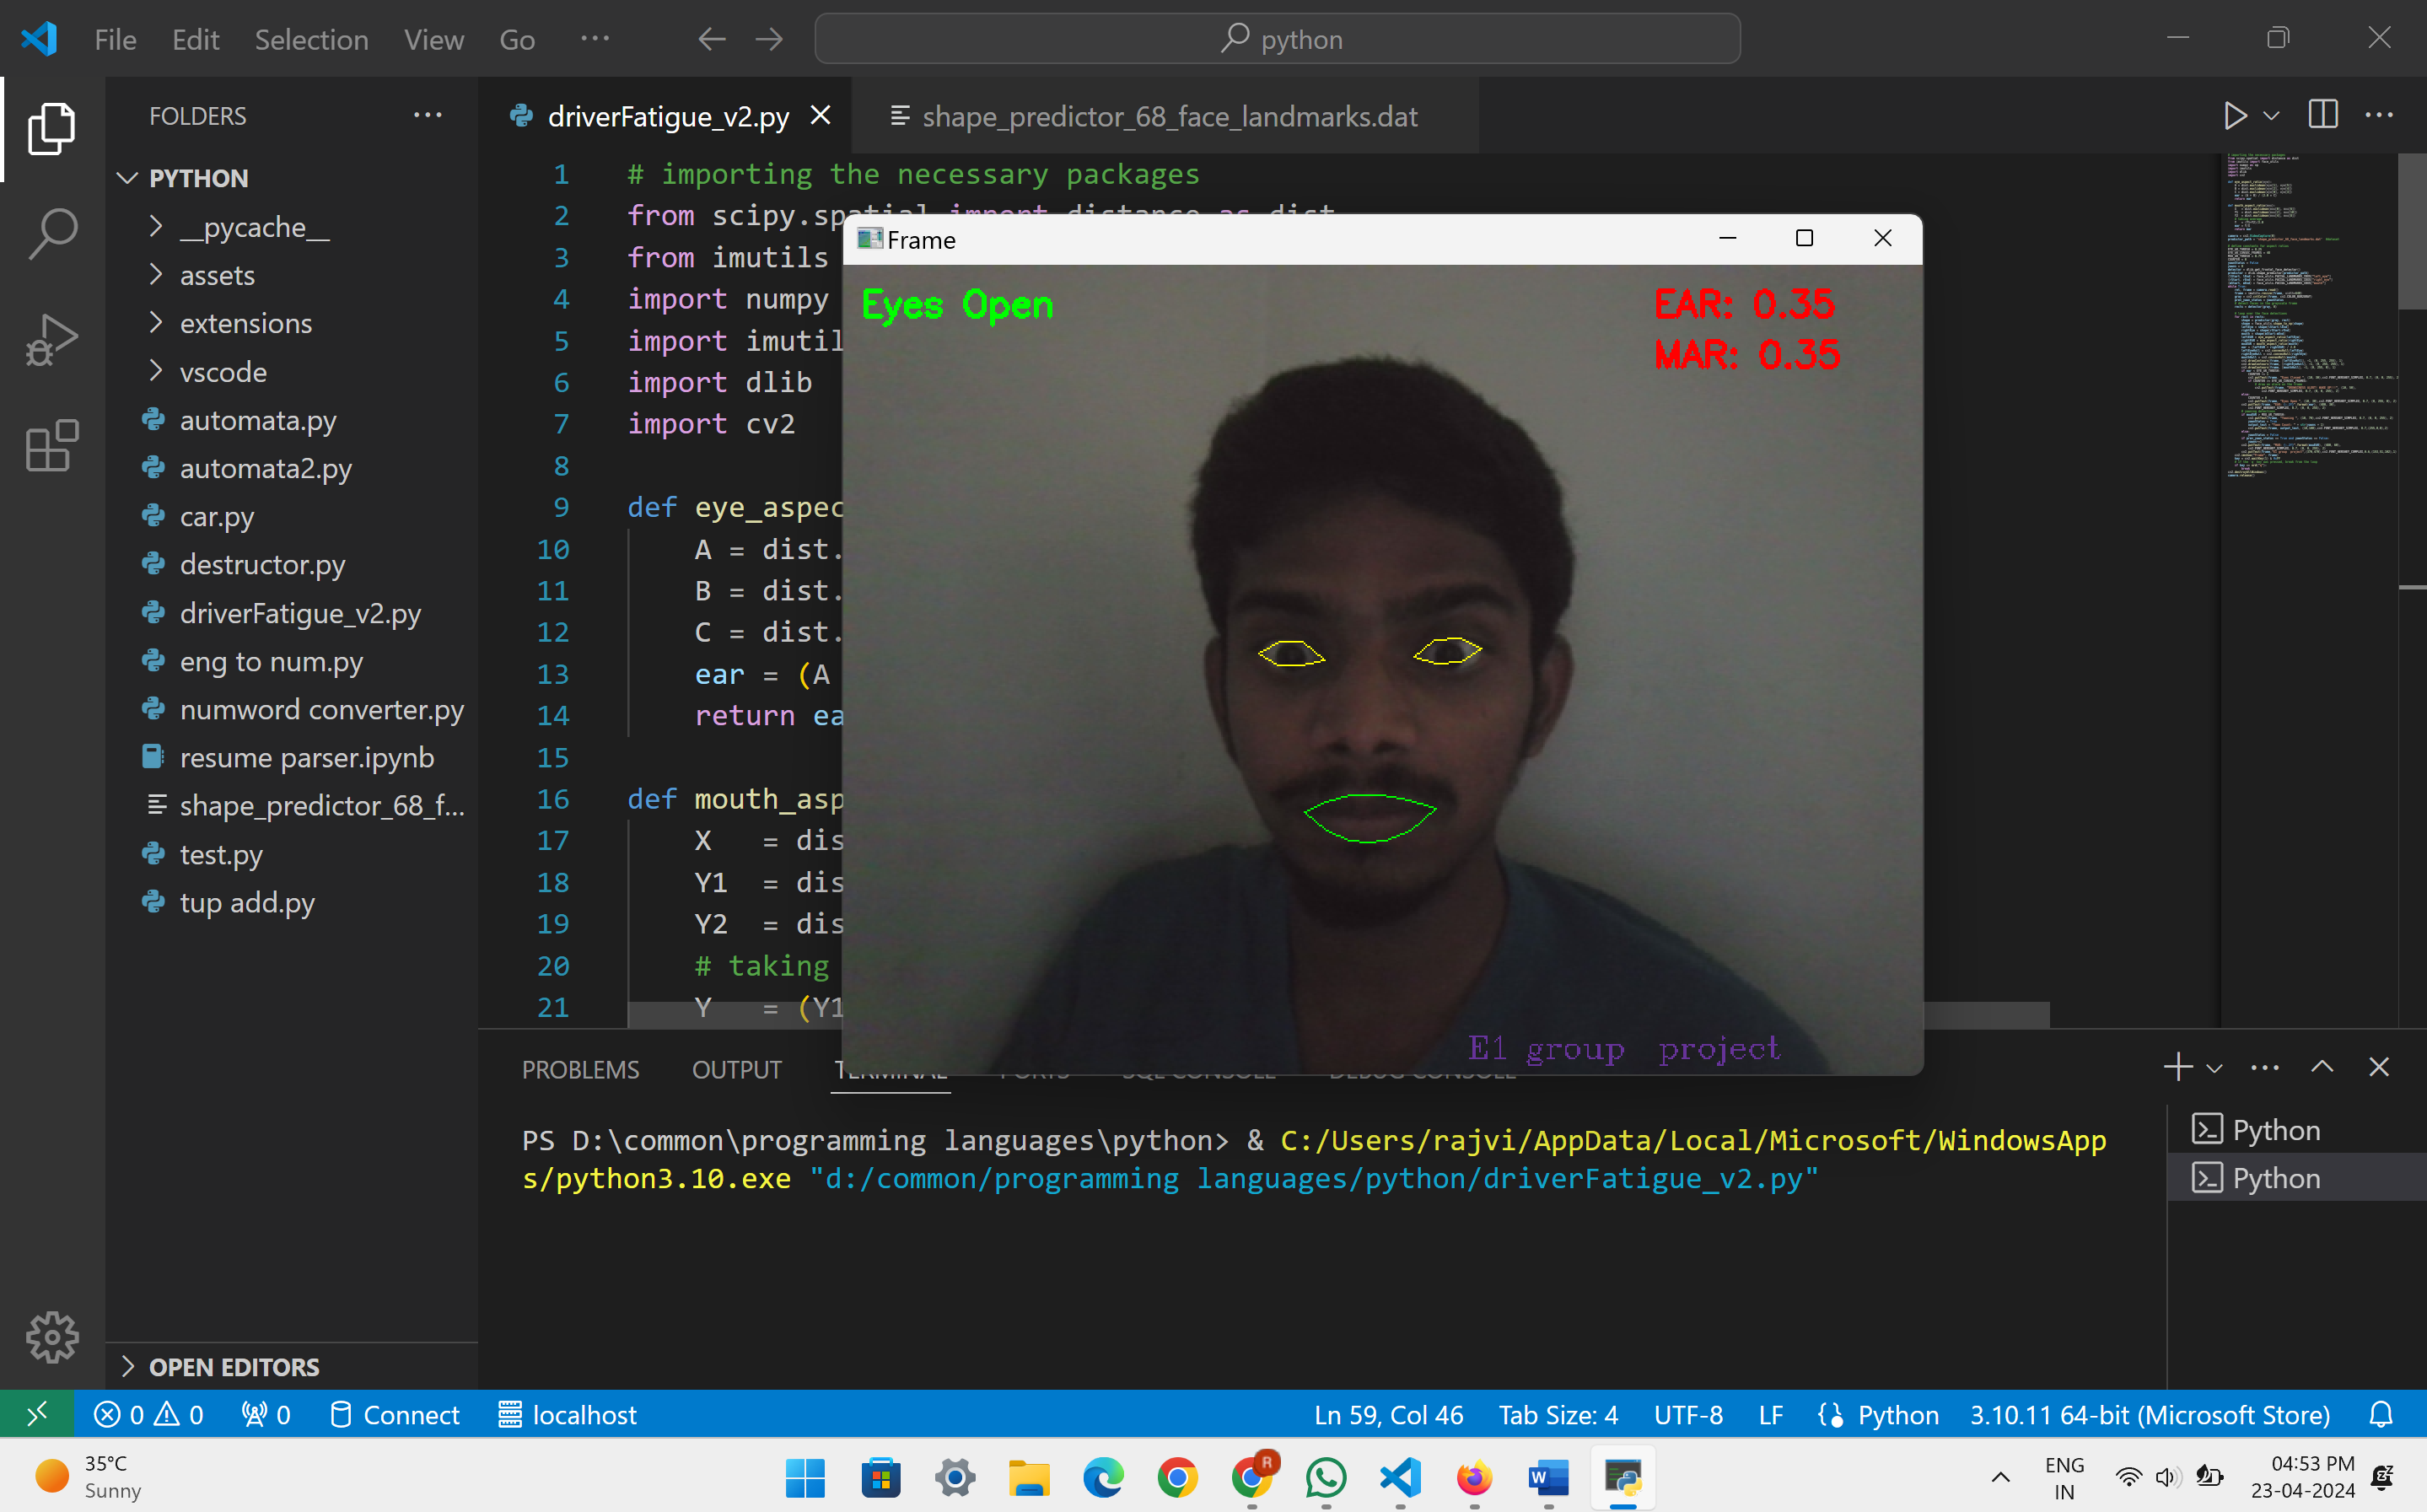 File Edit Selection View Go ···
python
FOLDERS ···
driverFatigue_v2.py
shape_predictor_68_face_landmarks.dat
PYTHON
__pycache__
assets
extensions
vscode
automata.py
automata2.py
car.py
destructor.py
driverFatigue_v2.py
eng to num.py
numword converter.py
resume parser.ipynb
shape_predictor_68_f...
test.py
tup add.py
OPEN EDITORS
1 # importing the necessary packages
2 from scipy.spatial import distance as dist
3 from imutils
4 import numpy
5 import imutil
6 import dlib
7 import cv2
8
9 def eye_aspec
10 A = dist.
11 B = dist.
12 C = dist.
13 ear = (A
14 return ea
15
16 def mouth_asp
17 X = dis
18 Y1 = dis
19 Y2 = dis
20 # taking
21 Y = (Y1
Frame
Eyes Open
EAR: 0.35
MAR: 0.35
E1 group project
PROBLEMS OUTPUT TERMINAL PORTS SQL CONSOLE DEBUG CONSOLE
PS D:\common\programming languages\python> & C:/Users/rajvi/AppData/Local/Microsoft/WindowsApp
s/python3.10.exe "d:/common/programming languages/python/driverFatigue_v2.py"
Python
Python
0 0 0 Connect localhost
Ln 59, Col 46 Tab Size: 4 UTF-8 LF Python 3.10.11 64-bit (Microsoft Store)
35°C
Sunny
R
W
ENG
IN
04:53 PM
23-04-2024